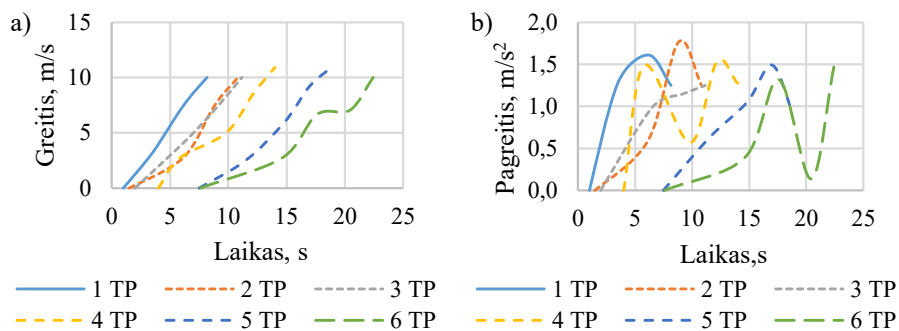 a)
Greitis, m/s
15
10
5
0
0 5 10 15 20 25
Laikas, s
1 TP 2 TP 3 TP
4 TP 5 TP 6 TP
b)
Pagreitis, m/s²
2,0
1,5
1,0
0,5
0,0
0 5 10 15 20 25
Laikas,s
1 TP 2 TP 3 TP
4 TP 5 TP 6 TP